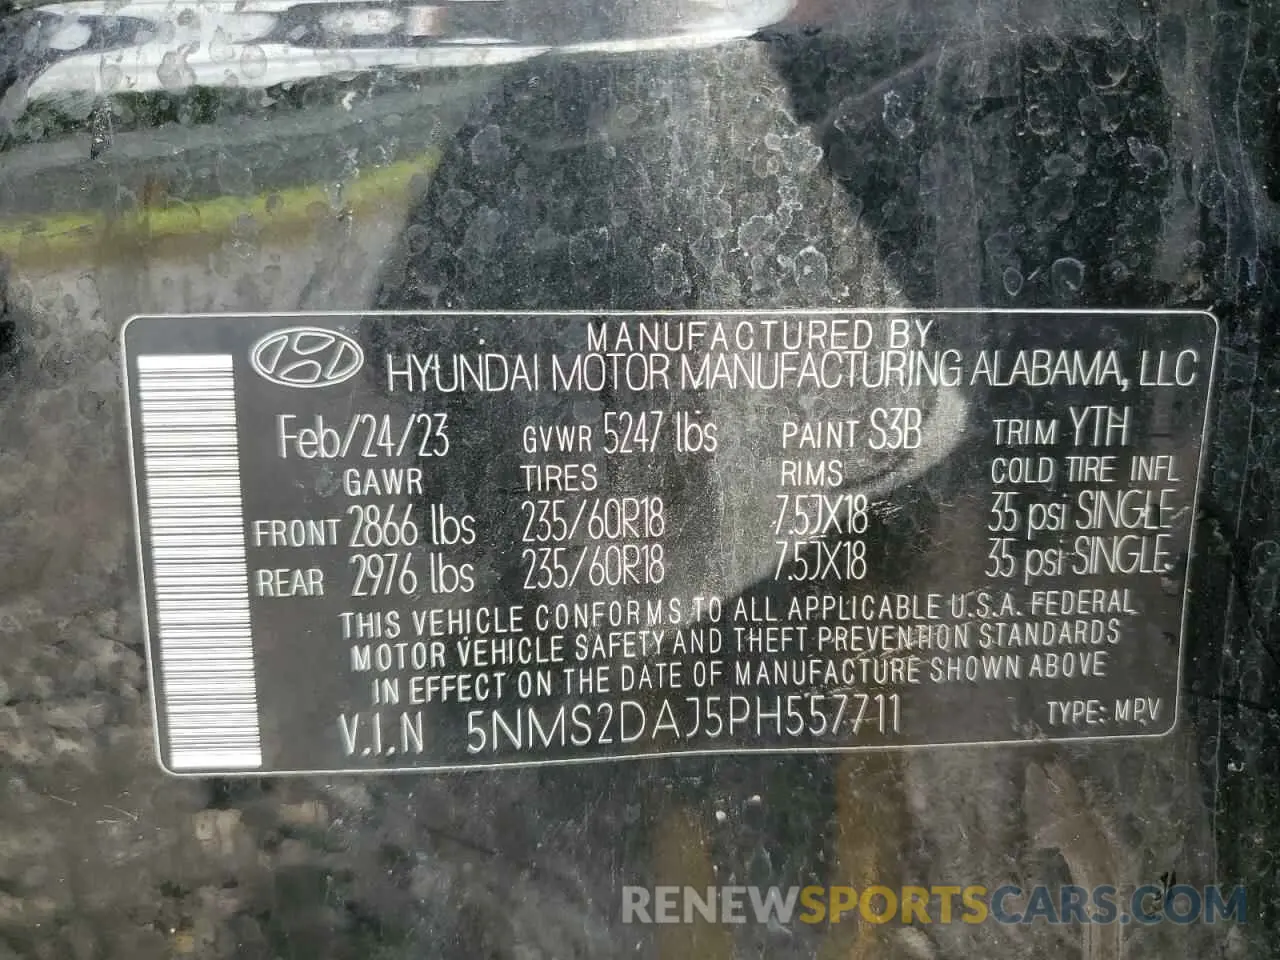 MANUFACTURED BY
HYUNDAI MOTOR MANUFACTURING ALABAMA, LLC
Feb/24/23 GVWR 5247 lbs PAINT S3B TRIM YTH
GAWR TIRES RIMS COLD TIRE INFL
FRONT 2866 lbs 235/60R18 7.5JX18 35 psi SINGLE
REAR 2976 lbs 235/60R18 7.5JX18 35 psi SINGLE
THIS VEHICLE CONFORMS TO ALL APPLICABLE U.S.A. FEDERAL
MOTOR VEHICLE SAFETY AND THEFT PREVENTION STANDARDS
IN EFFECT ON THE DATE OF MANUFACTURE SHOWN ABOVE
V.I.N 5NMS2DAJ5PH557711 TYPE: MPV
RENEWSPORTSCARS.COM